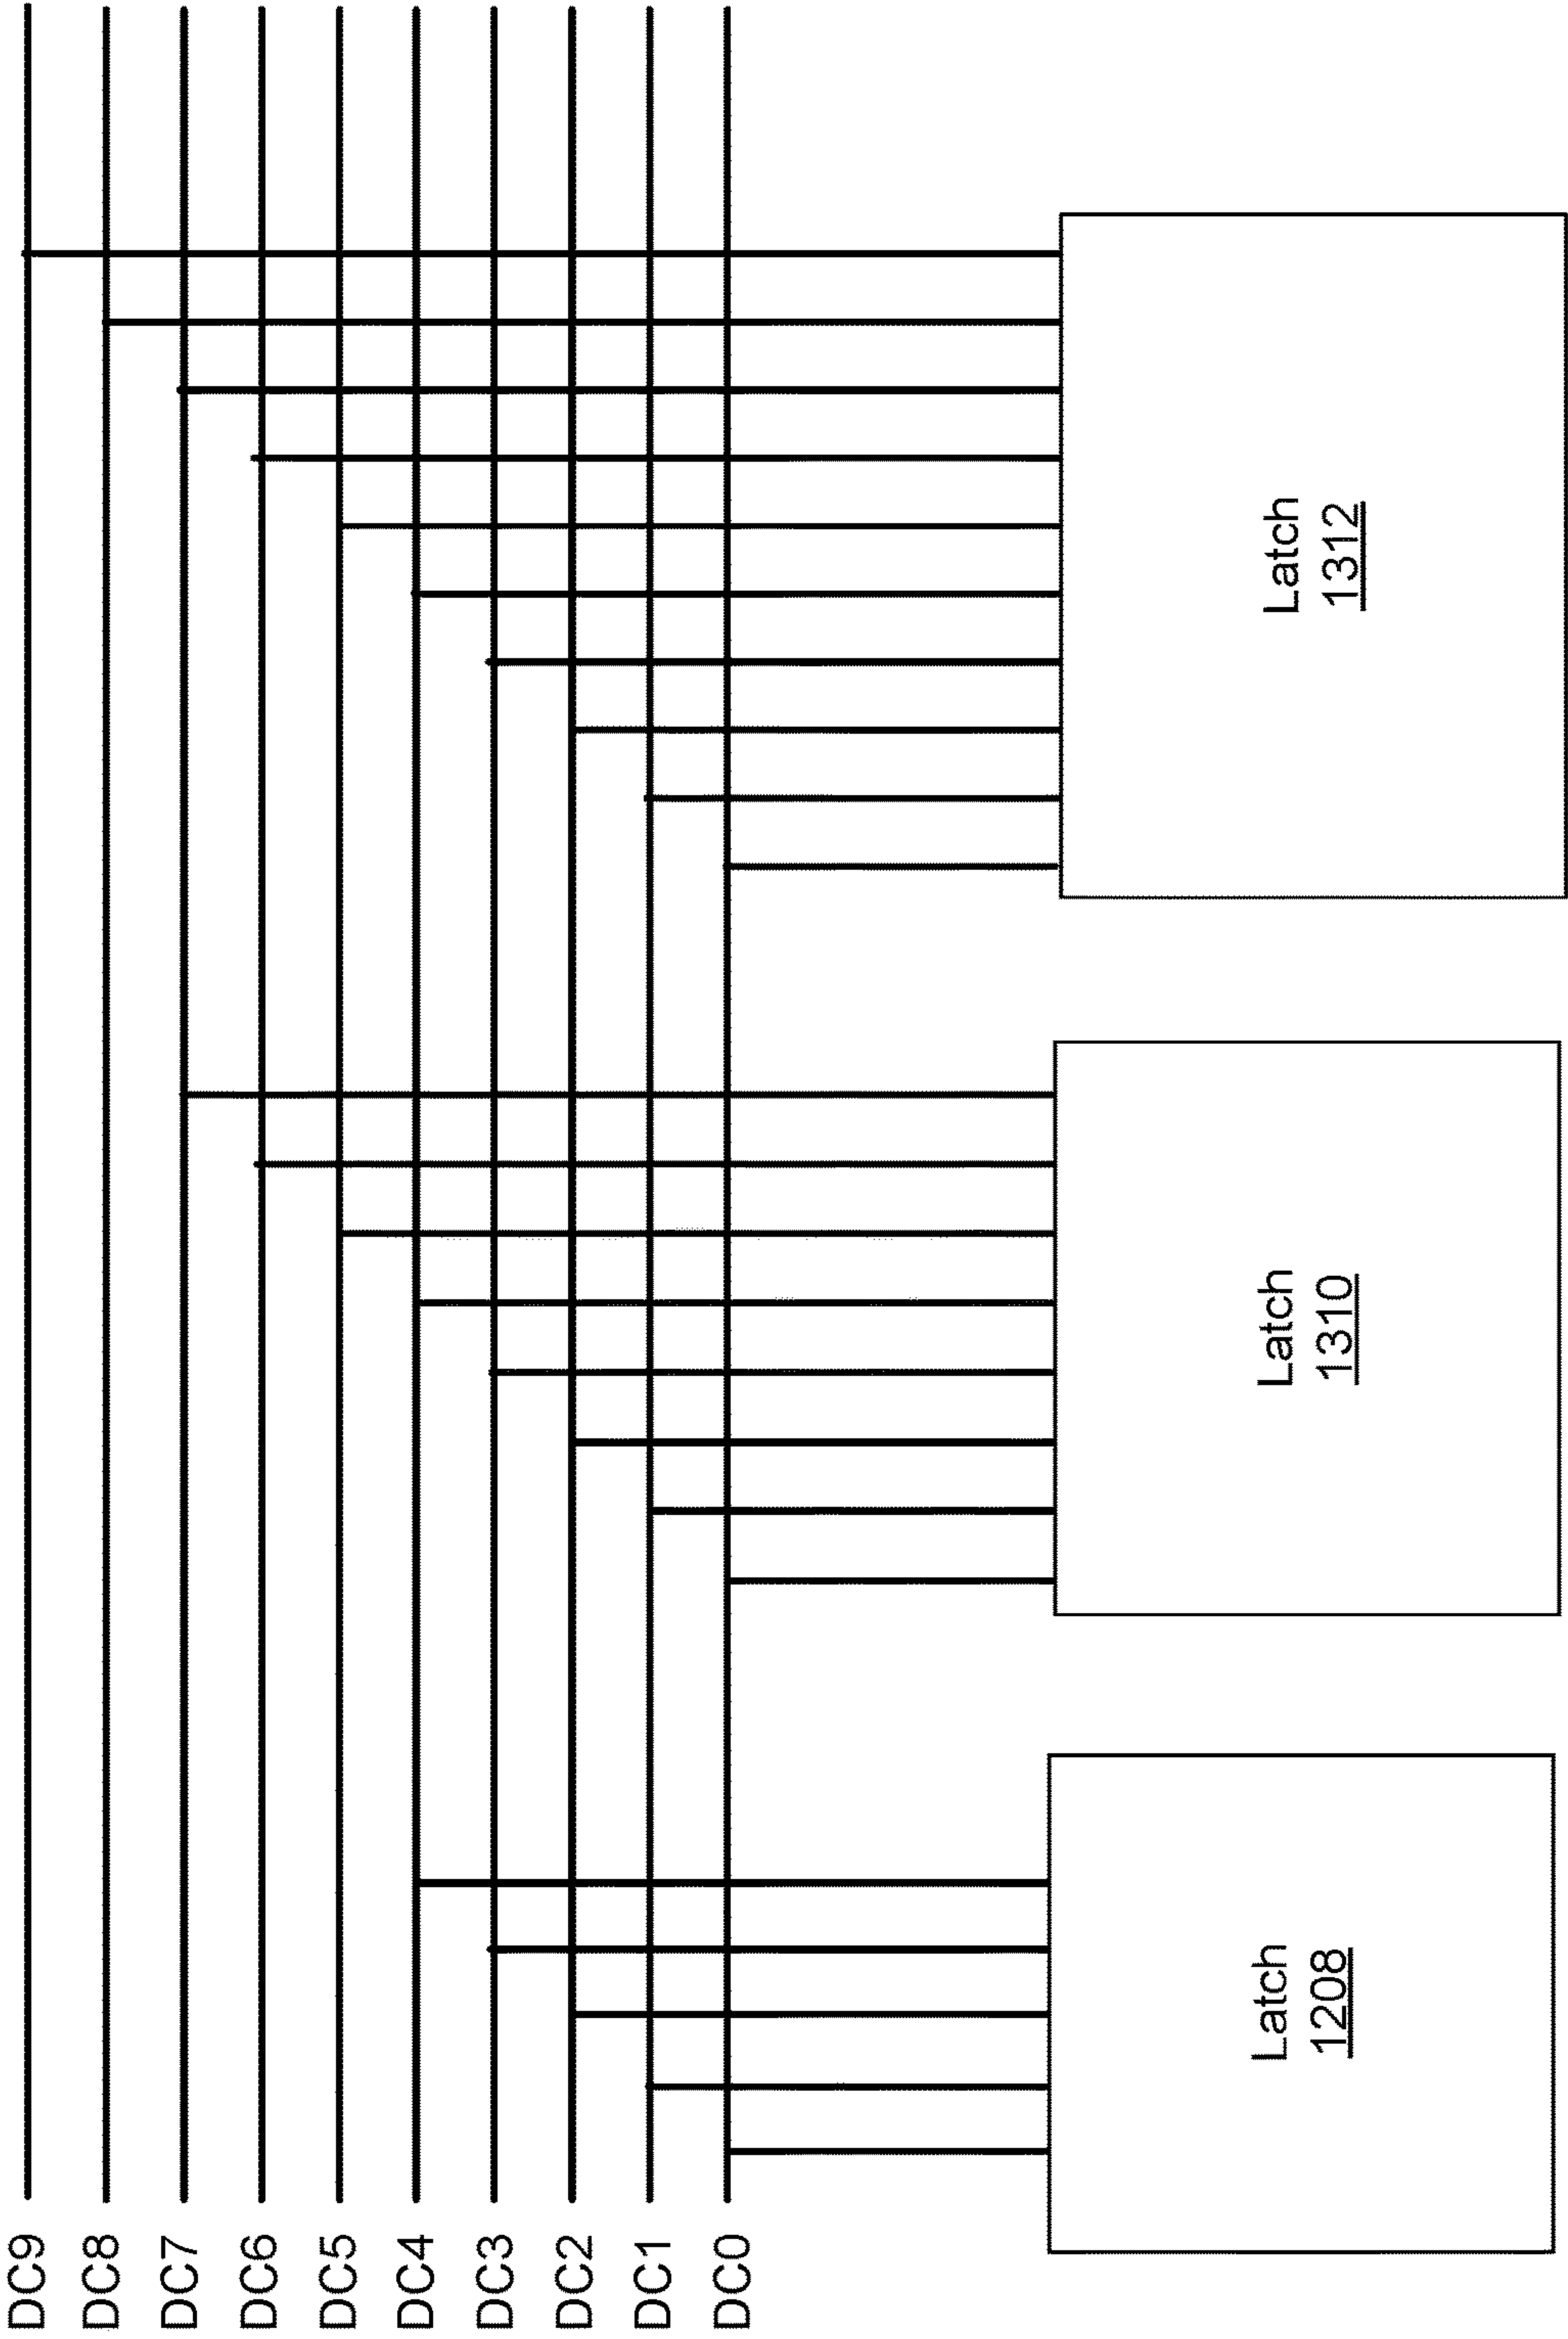 DC9
DC8
DC7
DC6
DC5
DC4
DC3
DC2
DC1
DC0
Latch
1208
Latch
1310
Latch
1312